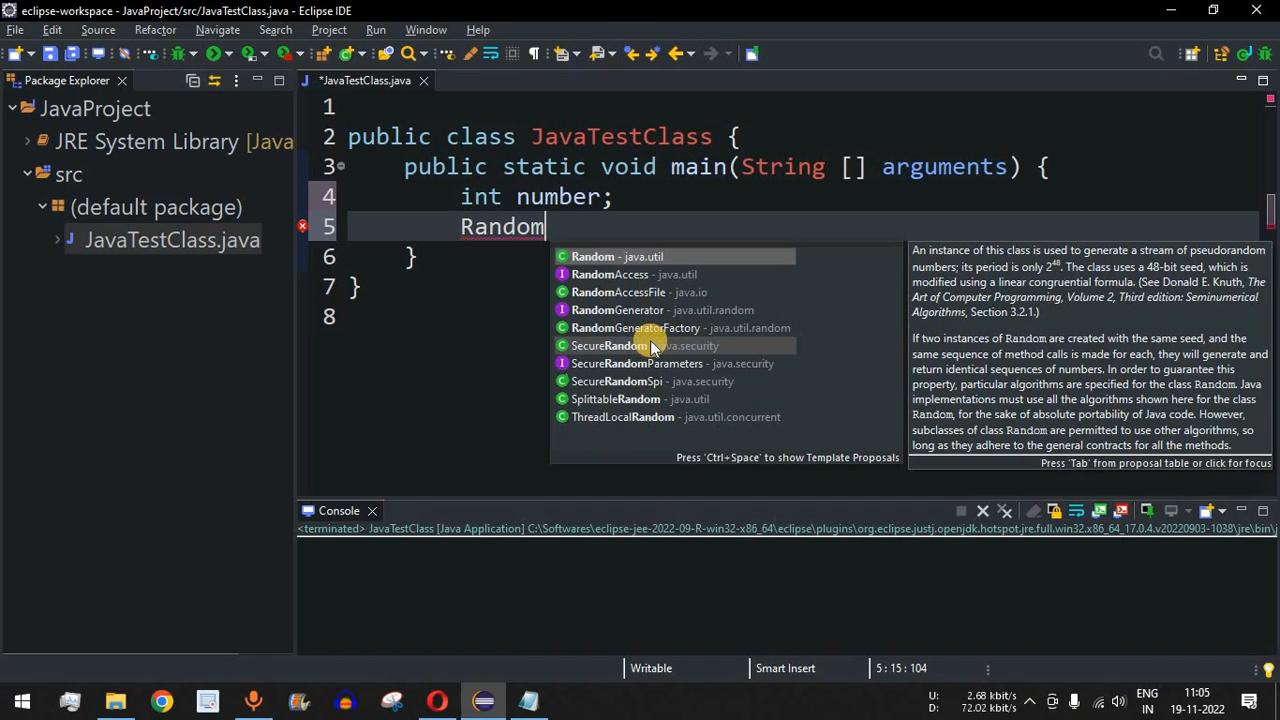 eclipse-workspace - JavaProject/src/JavaTestClass.java - Eclipse IDE
File Edit Source Refactor Navigate Search Project Run Window Help
Package Explorer
*JavaTestClass.java
JavaProject
JRE System Library [Java
src
(default package)
JavaTestClass.java
1
2 public class JavaTestClass {
3 public static void main(String [] arguments) {
4 int number;
5 Random
6 }
7 }
8
Random - java.util
RandomAccess - java.util
RandomAccessFile - java.io
RandomGenerator - java.util.random
RandomGeneratorFactory - java.util.random
SecureRandom - java.security
SecureRandomParameters - java.security
SecureRandomSpi - java.security
SplittableRandom - java.util
ThreadLocalRandom - java.util.concurrent
Press 'Ctrl+Space' to show Template Proposals
An instance of this class is used to generate a stream of pseudorandom
numbers; its period is only 2⁴⁸. The class uses a 48-bit seed, which is
modified using a linear congruential formula. (See Donald E. Knuth, The
Art of Computer Programming, Volume 2, Third edition: Seminumerical
Algorithms, Section 3.2.1.)
If two instances of Random are created with the same seed, and the
same sequence of method calls is made for each, they will generate and
return identical sequences of numbers. In order to guarantee this
property, particular algorithms are specified for the class Random. Java
implementations must use all the algorithms shown here for the class
Random, for the sake of absolute portability of Java code. However,
subclasses of class Random are permitted to use other algorithms, so
long as they adhere to the general contracts for all the methods.
Press 'Tab' from proposal table or click for focus
Console
<terminated> JavaTestClass [Java Application] C:\Softwares\eclipse-jee-2022-09-R-win32-x86_64\eclipse\plugins\org.eclipse.justj.openjdk.hotspot.jre.full.win32.x86_64_17.0.4.v20220903-1038\jre\bin\j
Writable
Smart Insert
5 : 15 : 104
U: 2.68 kbit/s
D: 72.02 kbit/s
ENG
IN
11:05
19-11-2022